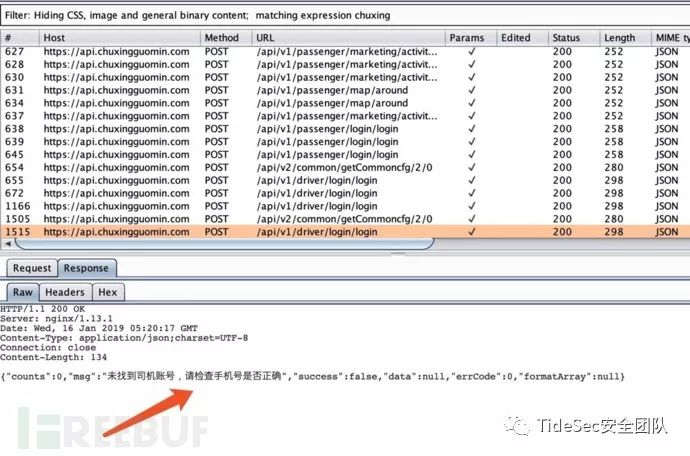 Filter: Hiding CSS, image and general binary content; matching expression chuxing
# Host Method URL Params Edited Status Length MIME ty
627 https://api.chuxingguomin.com POST /api/v1/passenger/marketing/activit... ✓ 200 252 JSON
628 https://api.chuxingguomin.com POST /api/v1/passenger/marketing/activit... ✓ 200 252 JSON
630 https://api.chuxingguomin.com POST /api/v1/passenger/marketing/activit... ✓ 200 252 JSON
631 https://api.chuxingguomin.com POST /api/v1/passenger/map/around ✓ 200 252 JSON
634 https://api.chuxingguomin.com POST /api/v1/passenger/map/around ✓ 200 252 JSON
637 https://api.chuxingguomin.com POST /api/v1/passenger/marketing/activit... ✓ 200 252 JSON
638 https://api.chuxingguomin.com POST /api/v1/passenger/login/login ✓ 200 258 JSON
639 https://api.chuxingguomin.com POST /api/v1/passenger/login/login ✓ 200 258 JSON
645 https://api.chuxingguomin.com POST /api/v1/passenger/login/login ✓ 200 258 JSON
654 https://api.chuxingguomin.com POST /api/v2/common/getCommoncfg/2/0 ✓ 200 280 JSON
655 https://api.chuxingguomin.com POST /api/v1/driver/login/login ✓ 200 298 JSON
672 https://api.chuxingguomin.com POST /api/v1/driver/login/login ✓ 200 298 JSON
1166 https://api.chuxingguomin.com POST /api/v1/driver/login/login ✓ 200 298 JSON
1505 https://api.chuxingguomin.com POST /api/v2/common/getCommoncfg/2/0 ✓ 200 280 JSON
1515 https://api.chuxingguomin.com POST /api/v1/driver/login/login ✓ 200 298 JSON
Request Response
Raw Headers Hex
HTTP/1.1 200 OK
Server: nginx/1.13.1
Date: Wed, 16 Jan 2019 05:20:17 GMT
Content-Type: application/json;charset=UTF-8
Connection: close
Content-Length: 134
{"counts":0,"msg":"未找到司机账号，请检查手机号是否正确","success":false,"data":null,"errCode":0,"formatArray":null}
FREEBUF
TideSec安全团队